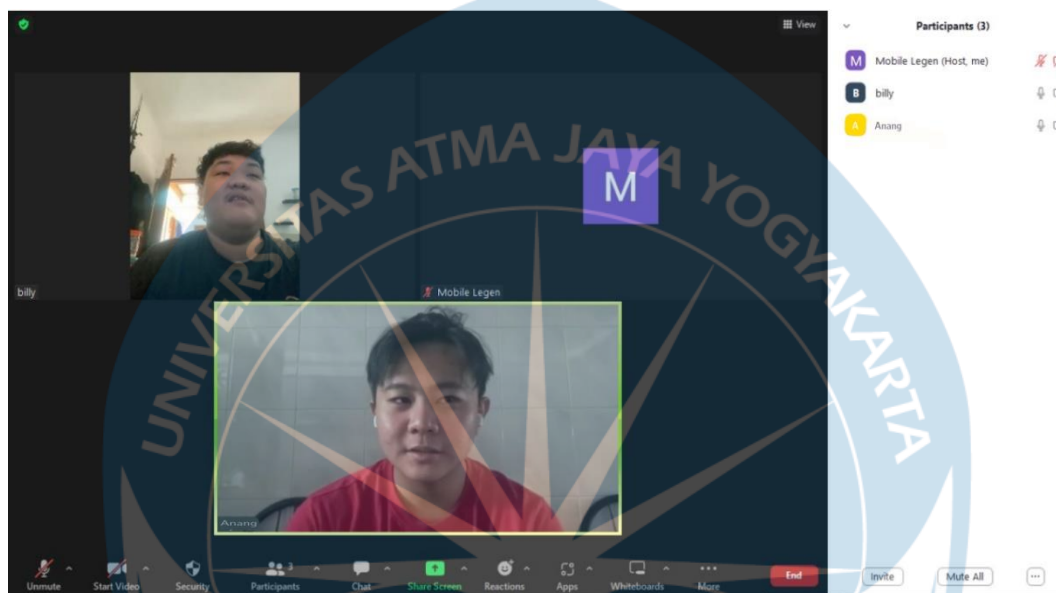 View
Participants (3)
M Mobile Legen (Host, me)
B billy
A Anang
UNIVERSITAS ATMA JAYA YOGYAKARTA
M
billy
Mobile Legen
Anang
Unmute
Start Video
Security
Participants 3
Chat
Share Screen
Reactions
Apps
Whiteboards
More
End
Invite
Mute All